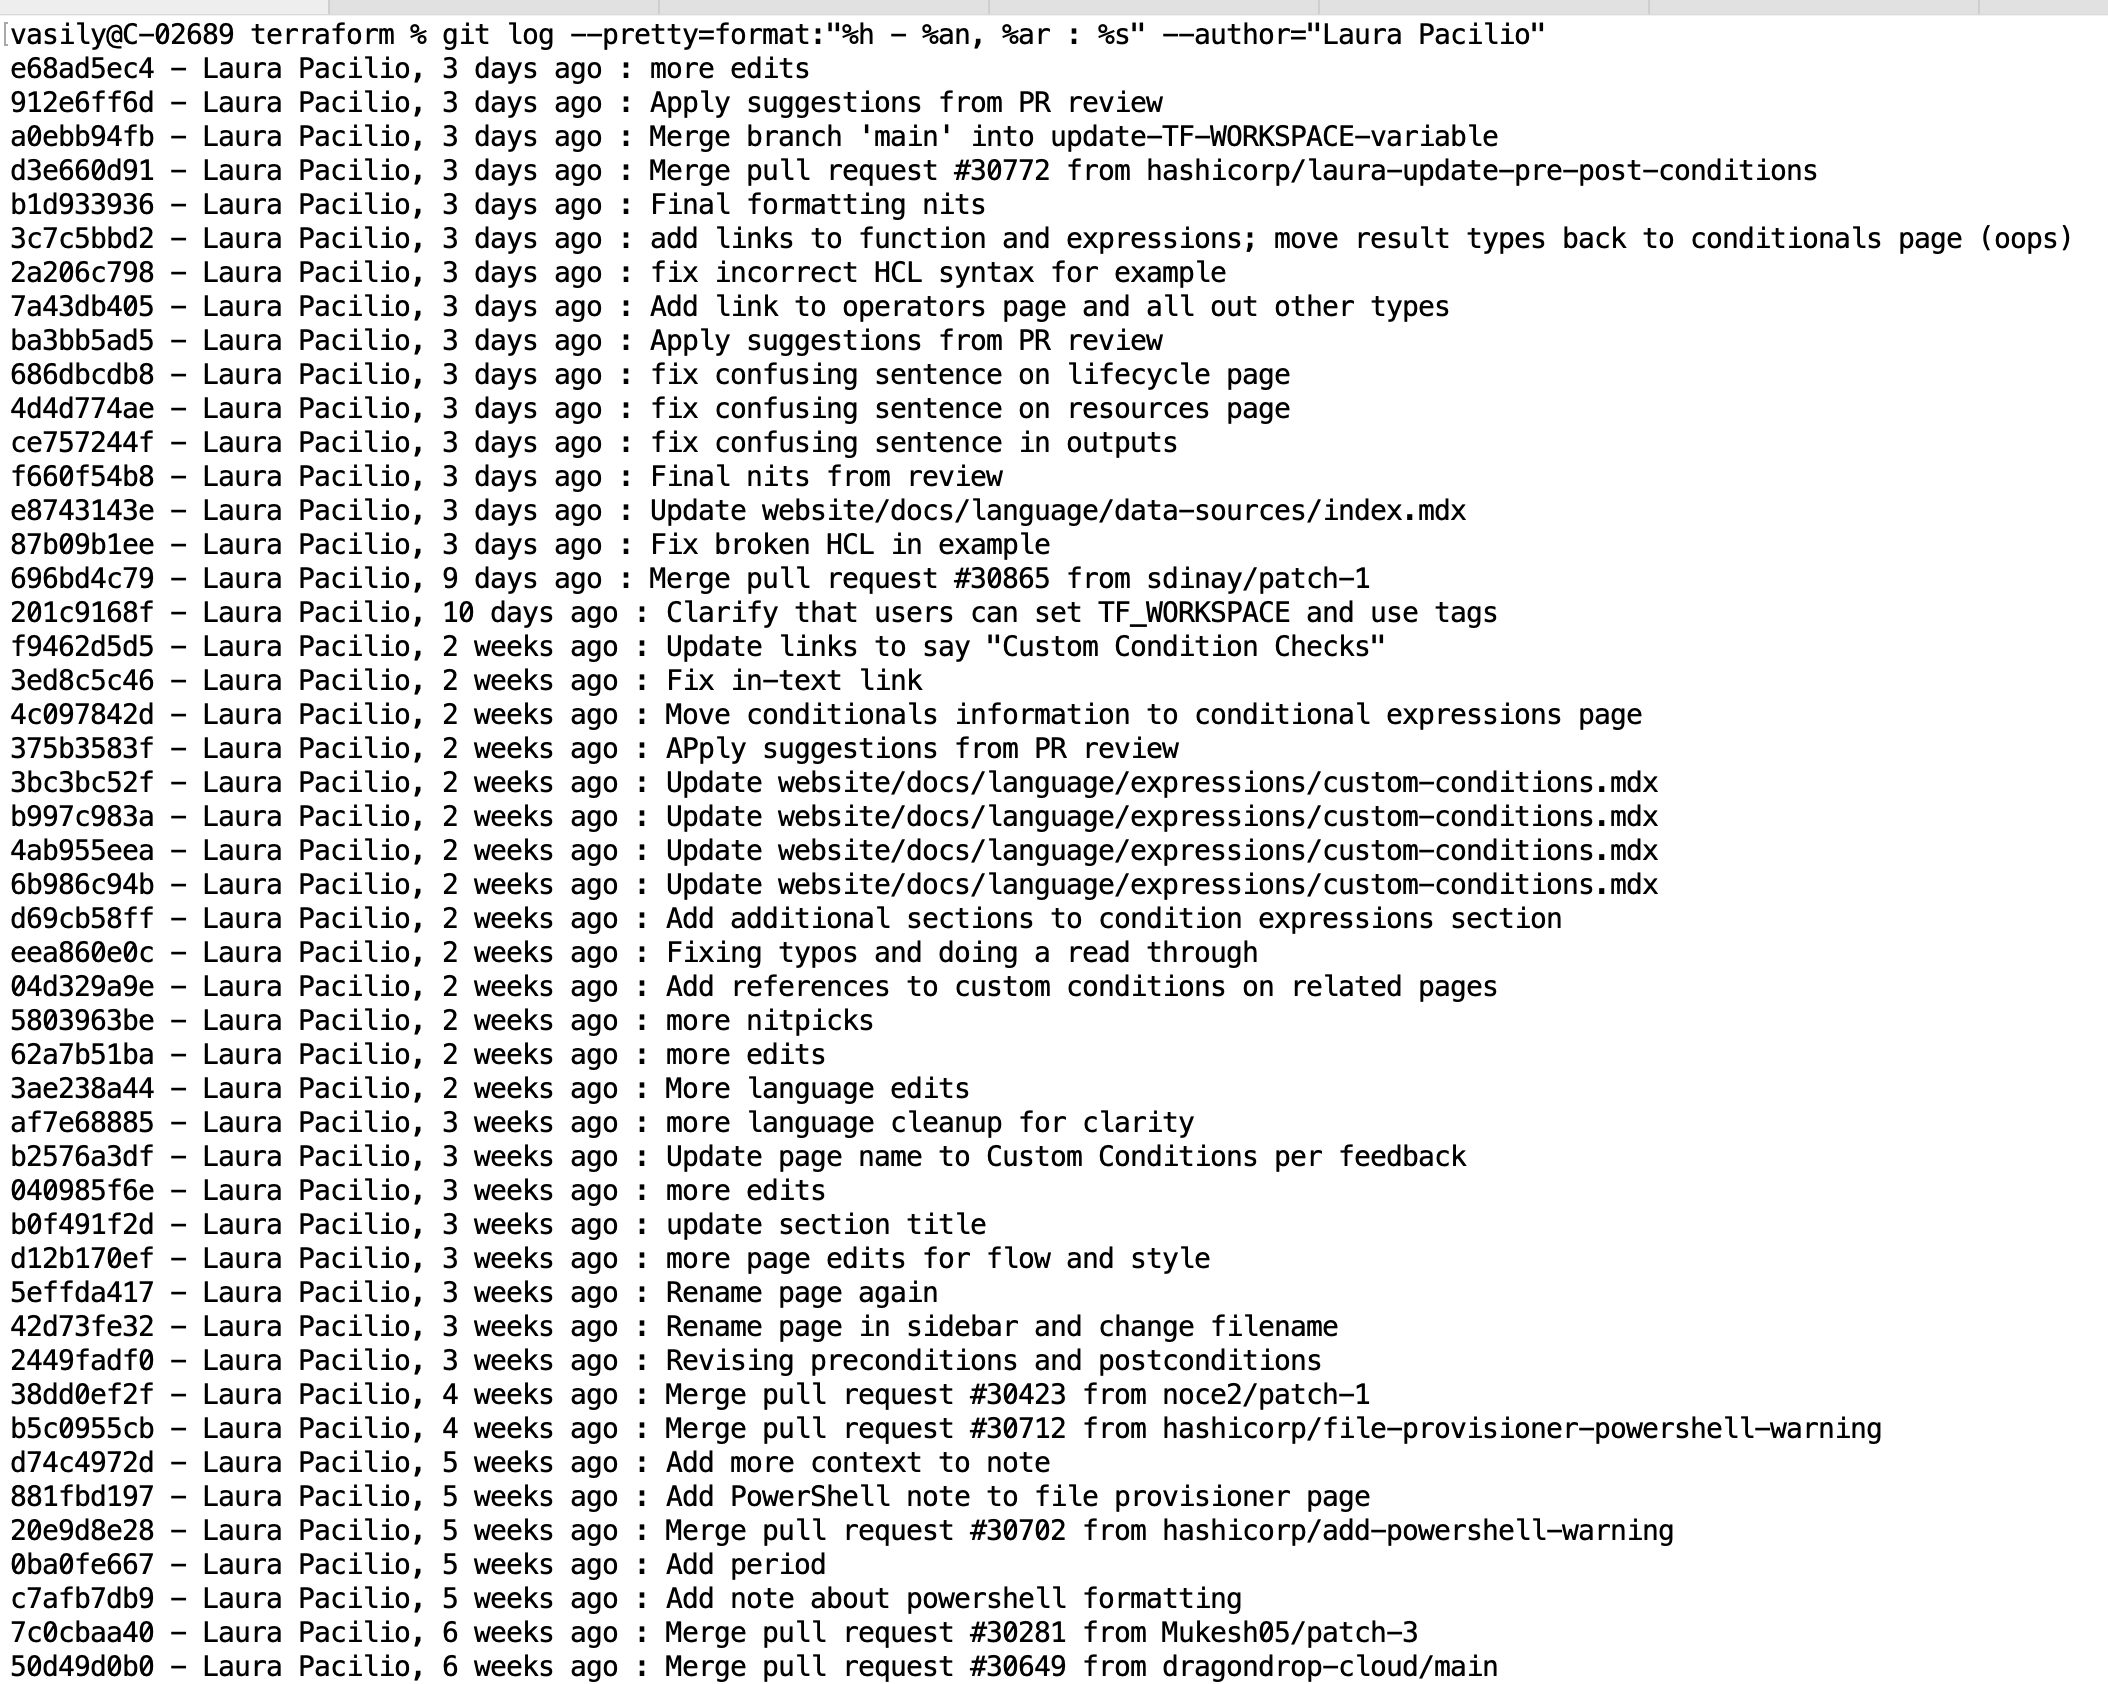 vasily@C-02689 terraform % git log --pretty=format:"%h - %an, %ar : %s" --author="Laura Pacilio"
e68ad5ec4 - Laura Pacilio, 3 days ago : more edits
912e6ff6d - Laura Pacilio, 3 days ago : Apply suggestions from PR review
a0ebb94fb - Laura Pacilio, 3 days ago : Merge branch 'main' into update-TF-WORKSPACE-variable
d3e660d91 - Laura Pacilio, 3 days ago : Merge pull request #30772 from hashicorp/laura-update-pre-post-conditions
b1d933936 - Laura Pacilio, 3 days ago : Final formatting nits
3c7c5bbd2 - Laura Pacilio, 3 days ago : add links to function and expressions; move result types back to conditionals page (oops)
2a206c798 - Laura Pacilio, 3 days ago : fix incorrect HCL syntax for example
7a43db405 - Laura Pacilio, 3 days ago : Add link to operators page and all out other types
ba3bb5ad5 - Laura Pacilio, 3 days ago : Apply suggestions from PR review
686dbcdb8 - Laura Pacilio, 3 days ago : fix confusing sentence on lifecycle page
4d4d774ae - Laura Pacilio, 3 days ago : fix confusing sentence on resources page
ce757244f - Laura Pacilio, 3 days ago : fix confusing sentence in outputs
f660f54b8 - Laura Pacilio, 3 days ago : Final nits from review
e8743143e - Laura Pacilio, 3 days ago : Update website/docs/language/data-sources/index.mdx
87b09b1ee - Laura Pacilio, 3 days ago : Fix broken HCL in example
696bd4c79 - Laura Pacilio, 9 days ago : Merge pull request #30865 from sdinay/patch-1
201c9168f - Laura Pacilio, 10 days ago : Clarify that users can set TF_WORKSPACE and use tags
f9462d5d5 - Laura Pacilio, 2 weeks ago : Update links to say "Custom Condition Checks"
3ed8c5c46 - Laura Pacilio, 2 weeks ago : Fix in-text link
4c097842d - Laura Pacilio, 2 weeks ago : Move conditionals information to conditional expressions page
375b3583f - Laura Pacilio, 2 weeks ago : APply suggestions from PR review
3bc3bc52f - Laura Pacilio, 2 weeks ago : Update website/docs/language/expressions/custom-conditions.mdx
b997c983a - Laura Pacilio, 2 weeks ago : Update website/docs/language/expressions/custom-conditions.mdx
4ab955eea - Laura Pacilio, 2 weeks ago : Update website/docs/language/expressions/custom-conditions.mdx
6b986c94b - Laura Pacilio, 2 weeks ago : Update website/docs/language/expressions/custom-conditions.mdx
d69cb58ff - Laura Pacilio, 2 weeks ago : Add additional sections to condition expressions section
eea860e0c - Laura Pacilio, 2 weeks ago : Fixing typos and doing a read through
04d329a9e - Laura Pacilio, 2 weeks ago : Add references to custom conditions on related pages
5803963be - Laura Pacilio, 2 weeks ago : more nitpicks
62a7b51ba - Laura Pacilio, 2 weeks ago : more edits
3ae238a44 - Laura Pacilio, 2 weeks ago : More language edits
af7e68885 - Laura Pacilio, 3 weeks ago : more language cleanup for clarity
b2576a3df - Laura Pacilio, 3 weeks ago : Update page name to Custom Conditions per feedback
040985f6e - Laura Pacilio, 3 weeks ago : more edits
b0f491f2d - Laura Pacilio, 3 weeks ago : update section title
d12b170ef - Laura Pacilio, 3 weeks ago : more page edits for flow and style
5effda417 - Laura Pacilio, 3 weeks ago : Rename page again
42d73fe32 - Laura Pacilio, 3 weeks ago : Rename page in sidebar and change filename
2449fadf0 - Laura Pacilio, 3 weeks ago : Revising preconditions and postconditions
38dd0ef2f - Laura Pacilio, 4 weeks ago : Merge pull request #30423 from noce2/patch-1
b5c0955cb - Laura Pacilio, 4 weeks ago : Merge pull request #30712 from hashicorp/file-provisioner-powershell-warning
d74c4972d - Laura Pacilio, 5 weeks ago : Add more context to note
881fbd197 - Laura Pacilio, 5 weeks ago : Add PowerShell note to file provisioner page
20e9d8e28 - Laura Pacilio, 5 weeks ago : Merge pull request #30702 from hashicorp/add-powershell-warning
0ba0fe667 - Laura Pacilio, 5 weeks ago : Add period
c7afb7db9 - Laura Pacilio, 5 weeks ago : Add note about powershell formatting
7c0cbaa40 - Laura Pacilio, 6 weeks ago : Merge pull request #30281 from Mukesh05/patch-3
50d49d0b0 - Laura Pacilio, 6 weeks ago : Merge pull request #30649 from dragondrop-cloud/main